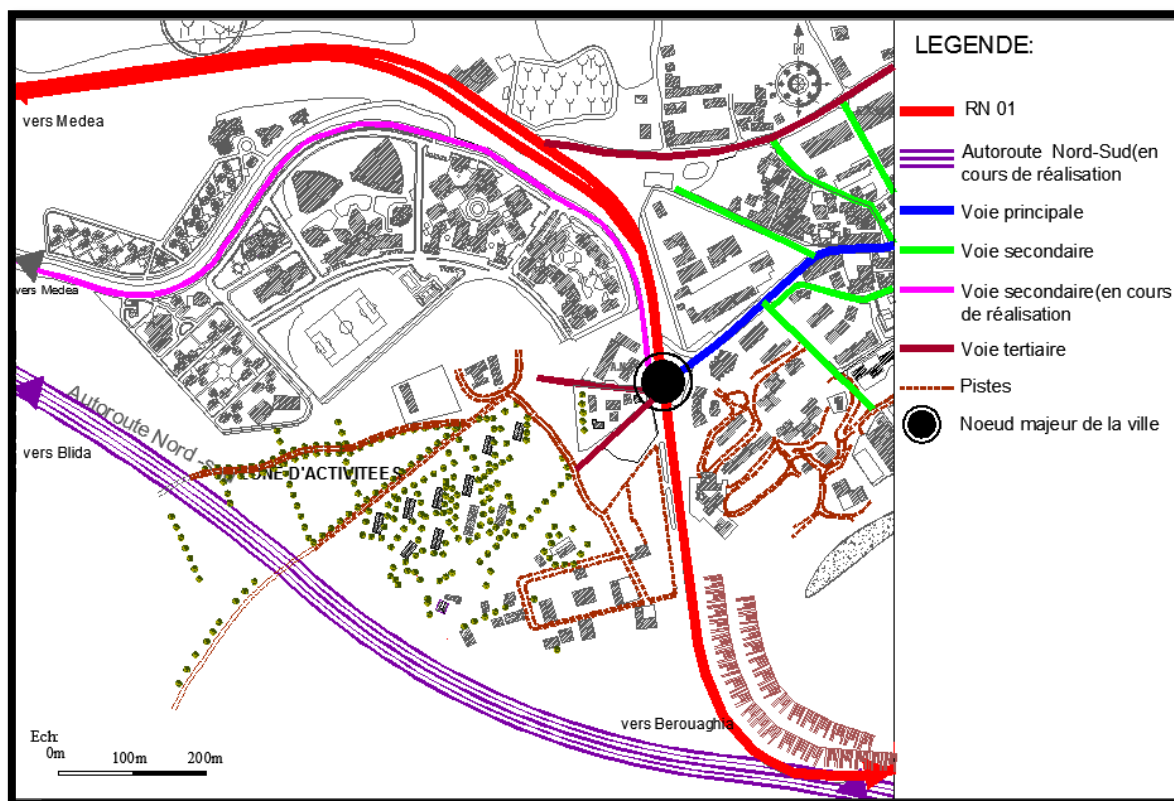 LEGENDE:
RN 01
Autoroute Nord-Sud(en
cours de réalisation
Voie principale
Voie secondaire
Voie secondaire(en cours
de réalisation
Voie tertiaire
Pistes
Noeud majeur de la ville
N
vers Medea
vers Medea
Autoroute Nord
vers Blida
ZONE D'ACTIVITEES
vers Berouaghia
Ech:
0m 100m 200m